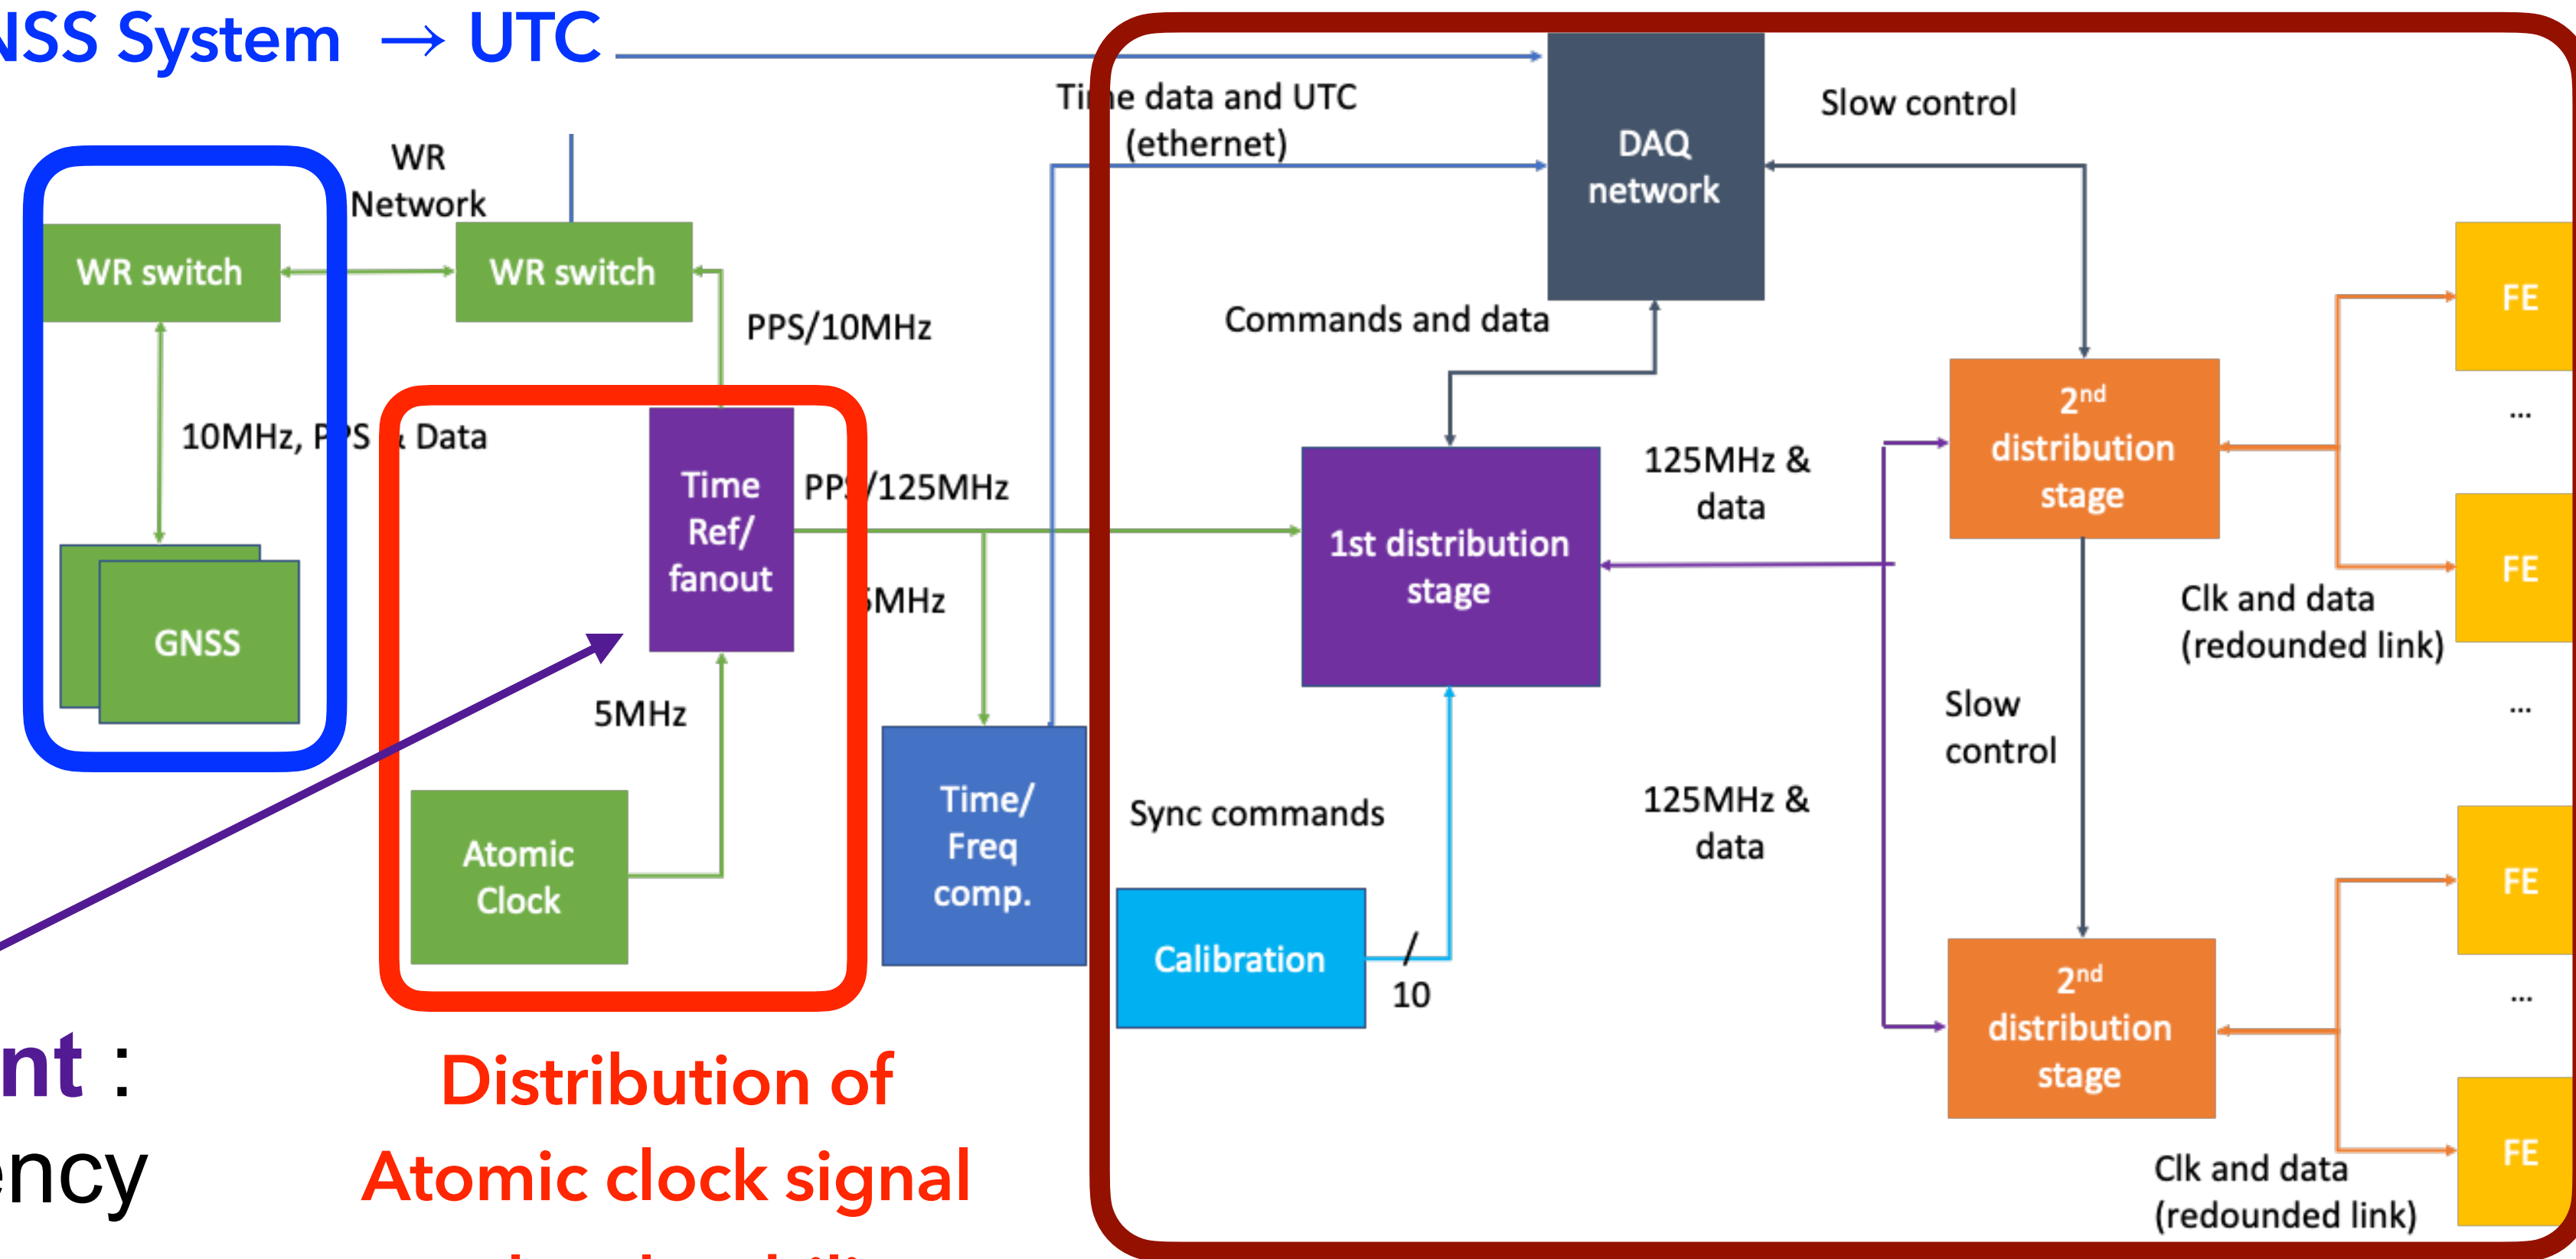 NSS System → UTC
Time data and UTC
(ethernet)
DAQ
network
Slow control
WR
Network
WR switch
WR switch
FE
PPS/10MHz
Commands and data
10MHz, PPS & Data
2nd
distribution
stage
...
Time
Ref/
fanout
PPS/125MHz
125MHz &
data
1st distribution
stage
FE
5MHz
Clk and data
(redounded link)
GNSS
5MHz
Slow
control
...
Time/
Freq
comp.
Sync commands
125MHz &
data
Atomic
Clock
FE
Calibration
/
10
2nd
distribution
stage
...
nt :
ency
Distribution of
Atomic clock signal
FE
Clk and data
(redounded link)